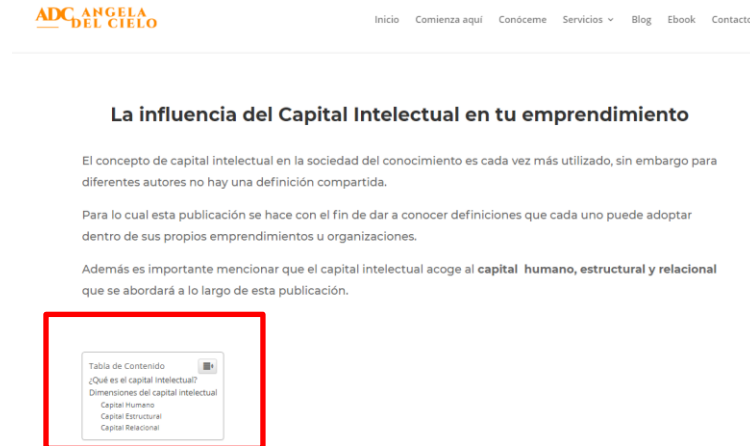 ADC ANGELA
DEL CIELO
Inicio Comienza aquí Conóceme Servicios Blog Ebook Contacto
La influencia del Capital Intelectual en tu emprendimiento
El concepto de capital intelectual en la sociedad del conocimiento es cada vez más utilizado, sin embargo para
diferentes autores no hay una definición compartida.
Para lo cual esta publicación se hace con el fin de dar a conocer definiciones que cada uno puede adoptar
dentro de sus propios emprendimientos u organizaciones.
Además es importante mencionar que el capital intelectual acoge al capital humano, estructural y relacional
que se abordará a lo largo de esta publicación.
Tabla de Contenido
¿Qué es el capital Intelectual?
Dimensiones del capital intelectual
Capital Humano
Capital Estructural
Capital Relacional